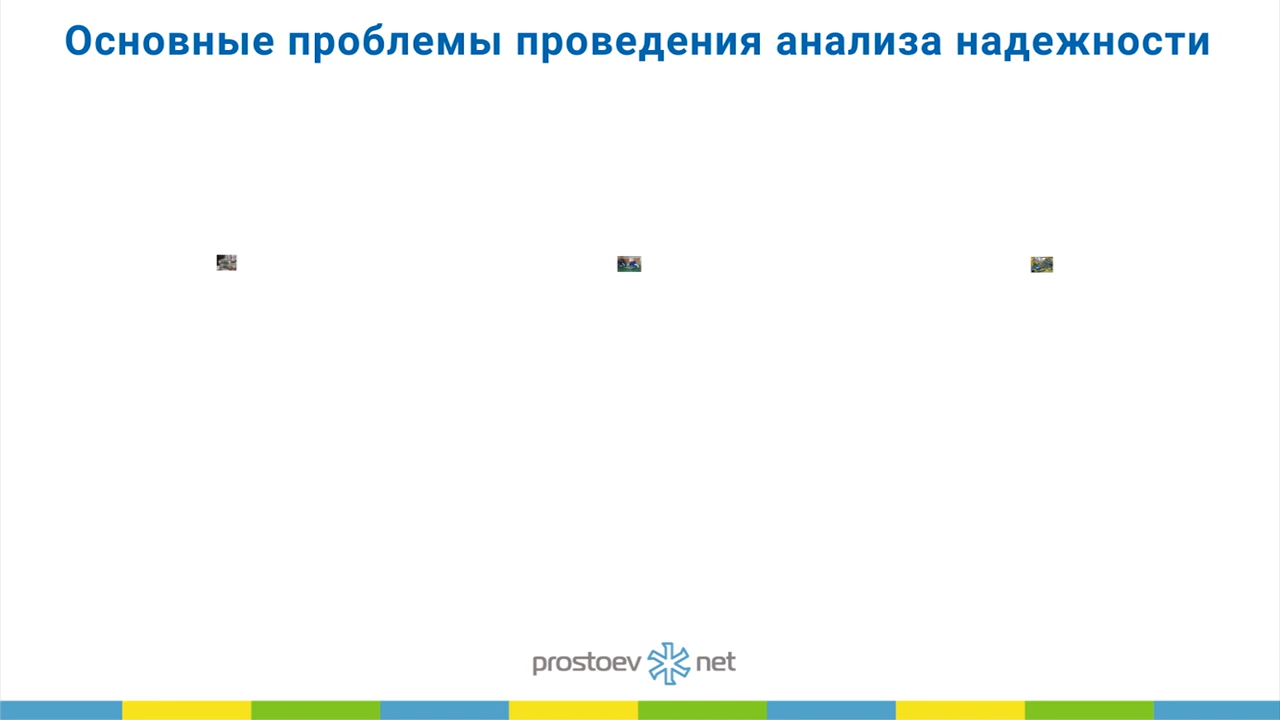 Основные проблемы проведения анализа надежности
prostoev net